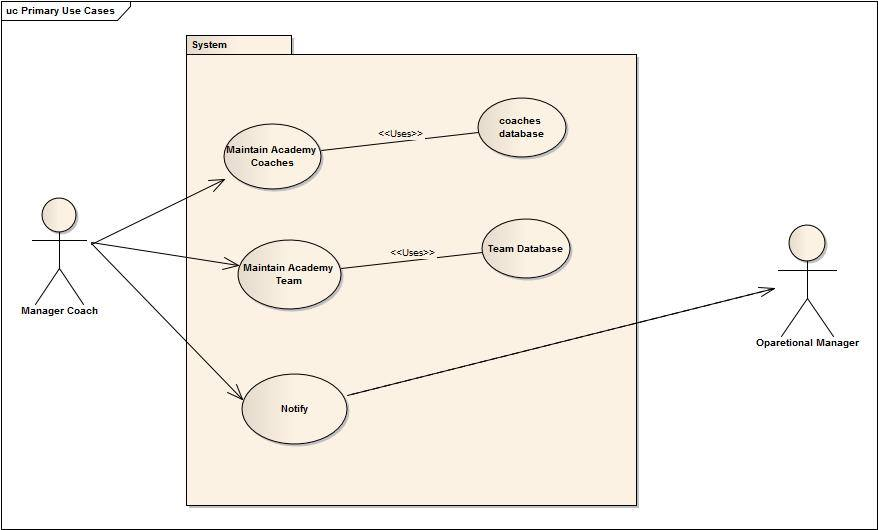 uc Primary Use Cases
System
Maintain Academy
Coaches
<<Uses>>
coaches
database
Maintain Academy
Team
<<Uses>>
Team Database
Manager Coach
Notify
Oparetional Manager